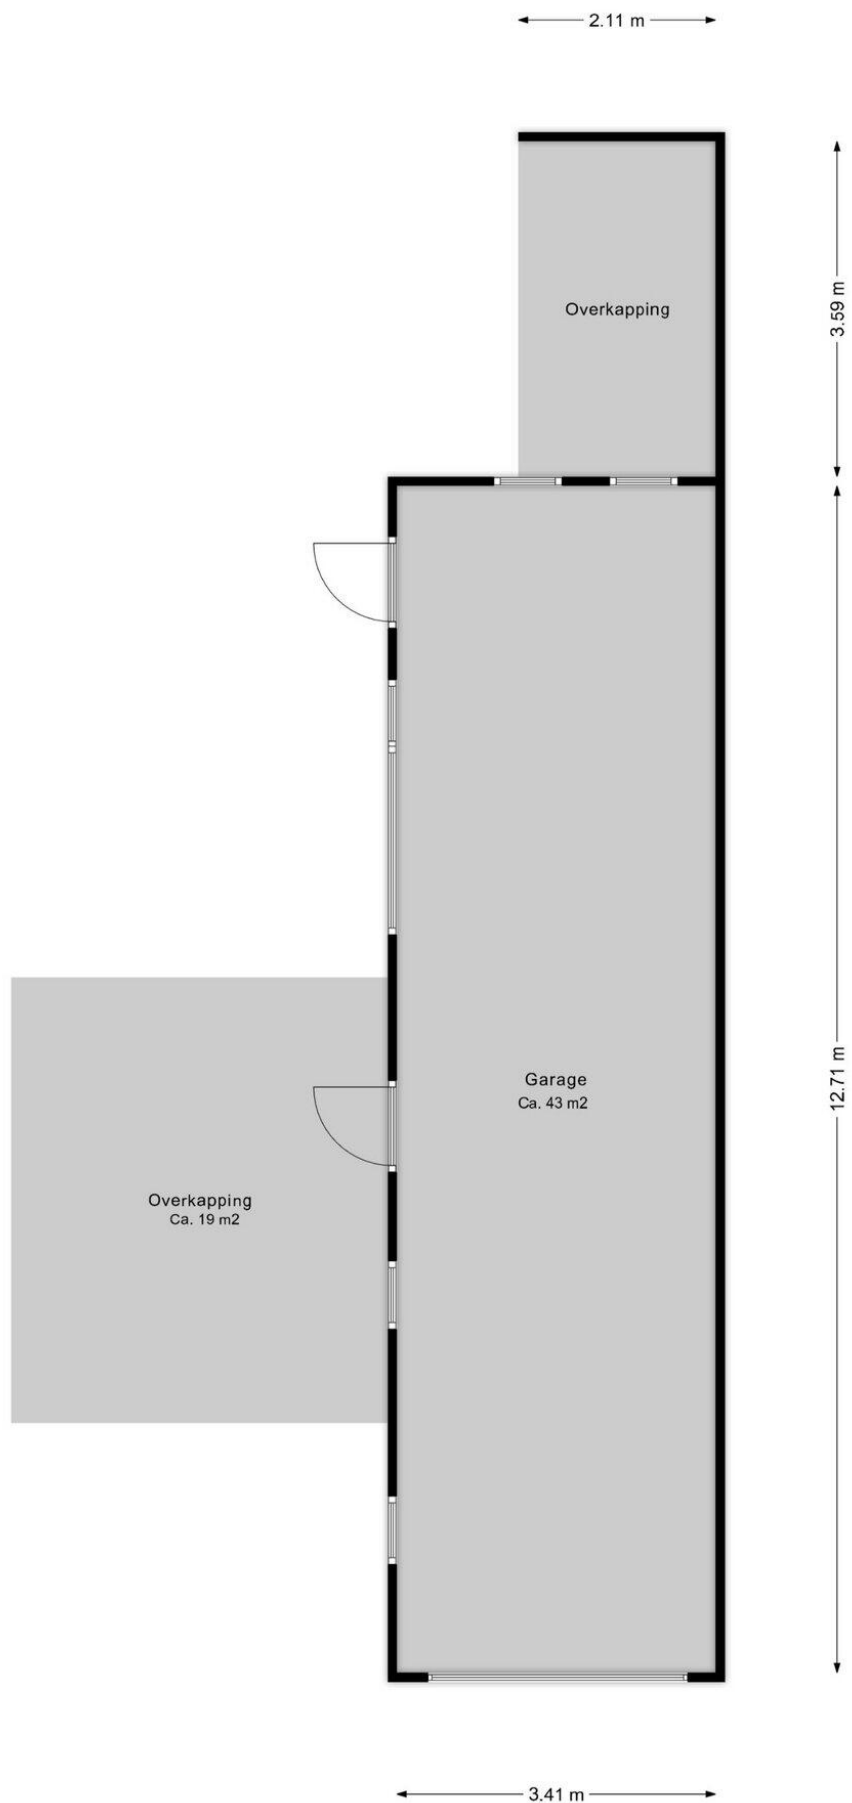 2.11 m
Overkapping
3.59 m
Garage
Ca. 43 m2
12.71 m
Overkapping
Ca. 19 m2
3.41 m